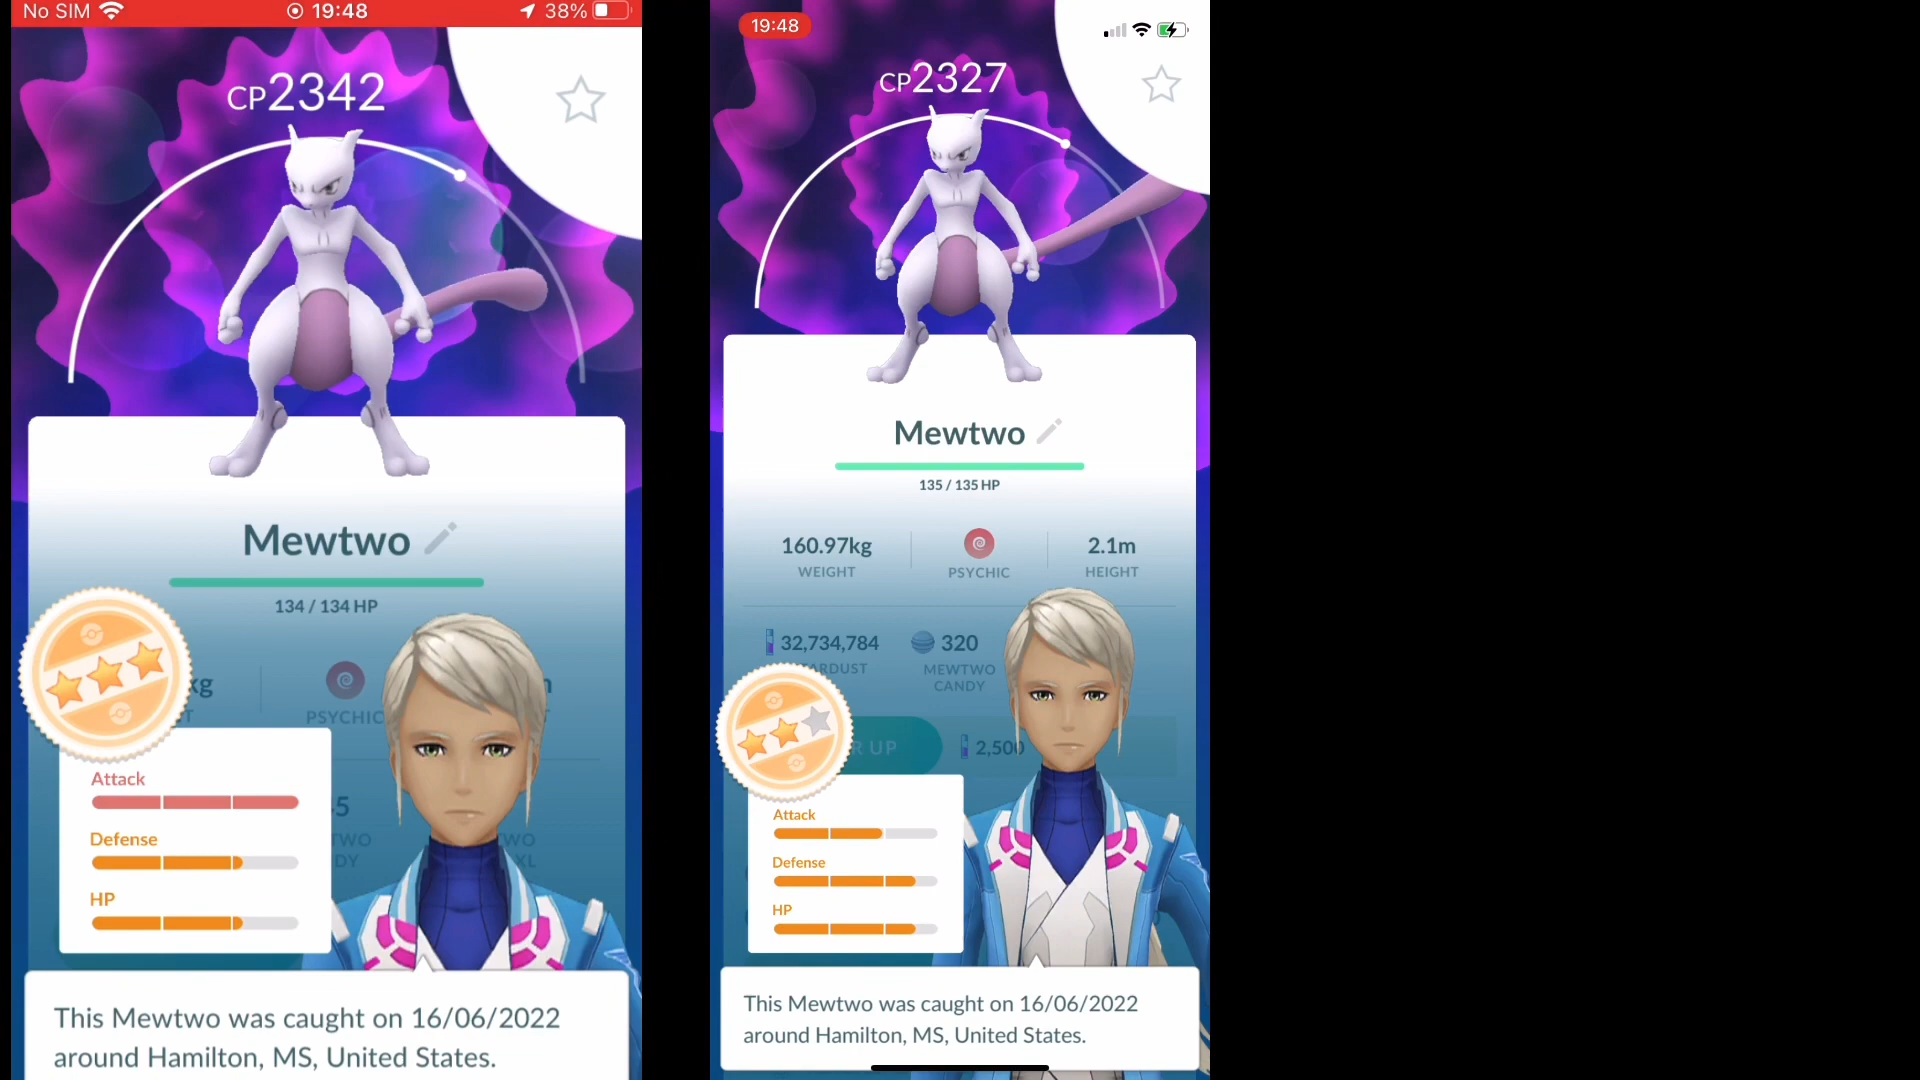 No SIM 19:48 38%
CP2342
Mewtwo
134 / 134 HP
kg
PSYCHIC
Attack
Defense
HP
This Mewtwo was caught on 16/06/2022
around Hamilton, MS, United States.
19:48
CP2327
Mewtwo
135 / 135 HP
160.97kg
WEIGHT
PSYCHIC
2.1m
HEIGHT
32,734,784
320
MEWTWO
CANDY
2,500
Attack
Defense
HP
This Mewtwo was caught on 16/06/2022
around Hamilton, MS, United States.